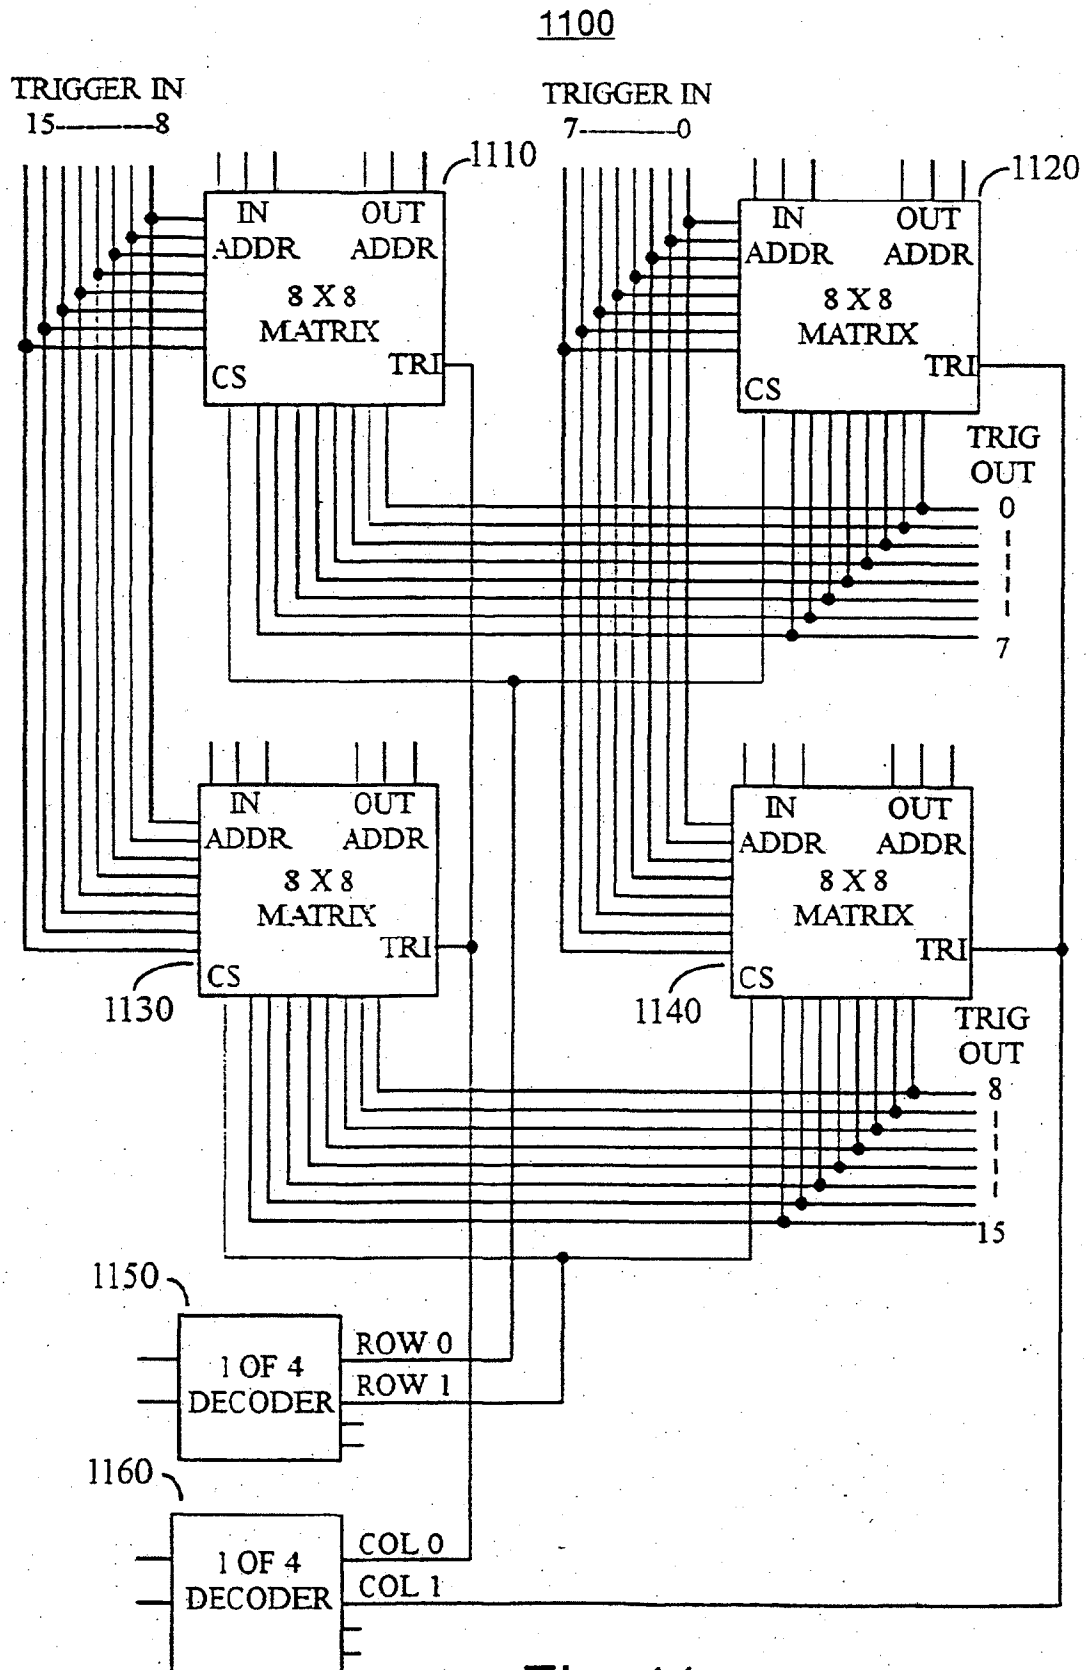 1100
TRIGGER IN
15----------8
TRIGGER IN
7----------0
1110
1120
IN OUT
ADDR ADDR
8 X 8
MATRIX
TRI
CS
IN OUT
ADDR ADDR
8 X 8
MATRIX
TRI
CS
TRIG
OUT
0
7
IN OUT
ADDR ADDR
8 X 8
MATRIX
TRI
CS
1130
IN OUT
ADDR ADDR
8 X 8
MATRIX
TRI
CS
1140
TRIG
OUT
8
15
1150
1 OF 4
DECODER
ROW 0
ROW 1
1160
1 OF 4
DECODER
COL 0
COL 1